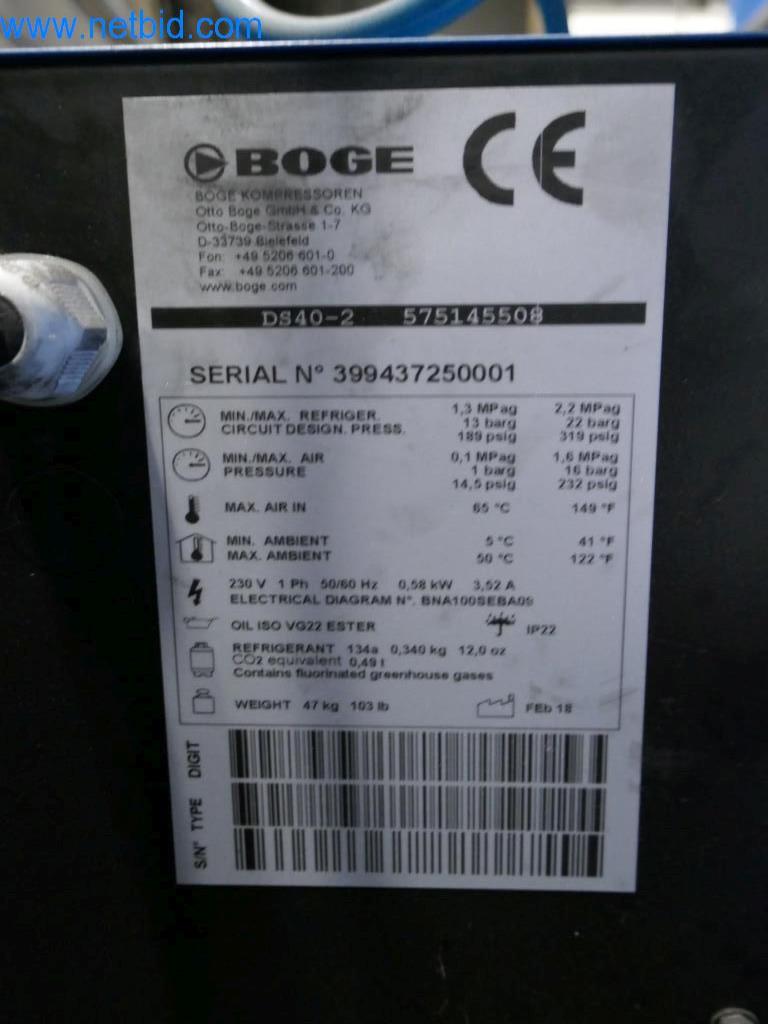 www.netbid.com
BOGE CE
BOGE KOMPRESSOREN
Otto Boge GmbH & Co. KG
Otto-Boge-Strasse 1-7
D-33739 Bielefeld
Fon: +49 5206 601-0
Fax: +49 5206 601-200
www.boge.com
DS40-2 575145508
SERIAL N° 399437250001
MIN./MAX. REFRIGER. 1,3 MPag 2,2 MPag
CIRCUIT DESIGN. PRESS. 13 barg 22 barg
189 psig 319 psig
MIN./MAX. AIR 0,1 MPag 1,6 MPag
PRESSURE 1 barg 16 barg
14,5 psig 232 psig
MAX. AIR IN 65 °C 149 °F
MIN. AMBIENT 5 °C 41 °F
MAX. AMBIENT 50 °C 122 °F
230 V 1 Ph 50/60 Hz 0,58 kW 3,52 A
ELECTRICAL DIAGRAM N°. BNA100SEBA09
OIL ISO VG22 ESTER IP22
REFRIGERANT 134a 0,340 kg 12,0 oz
CO2 equivalent 0,49 t
Contains fluorinated greenhouse gases
WEIGHT 47 kg 103 lb FEb 18
S/N° TYPE DIGIT